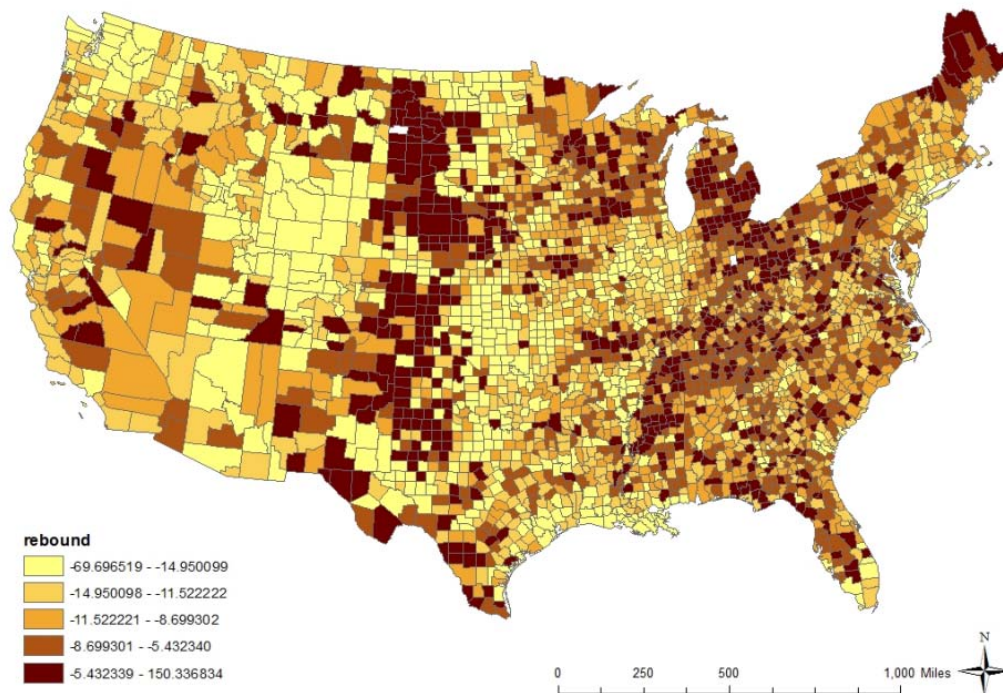 rebound
-69.696519 - -14.950099
-14.950098 - -11.522222
-11.522221 - -8.699302
-8.699301 - -5.432340
-5.432339 - 150.336834
0 250 500 1,000 Miles
N